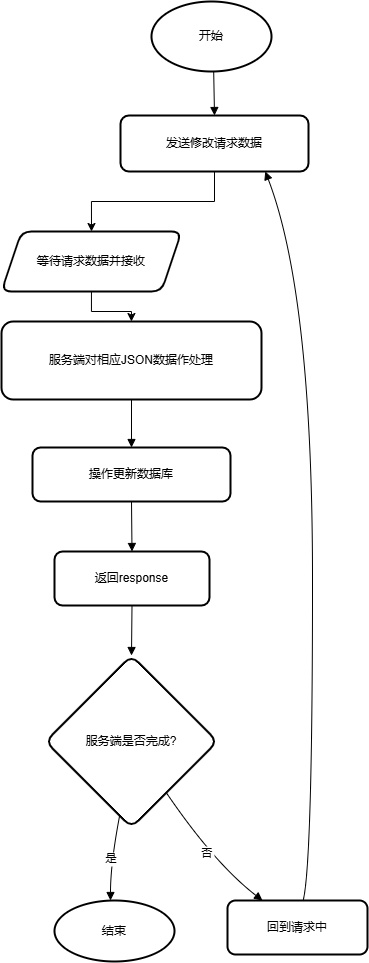 开始
发送修改请求数据
等待请求数据并接收
服务端对相应JSON数据作处理
操作更新数据库
返回response
服务端是否完成?
是
否
结束
回到请求中